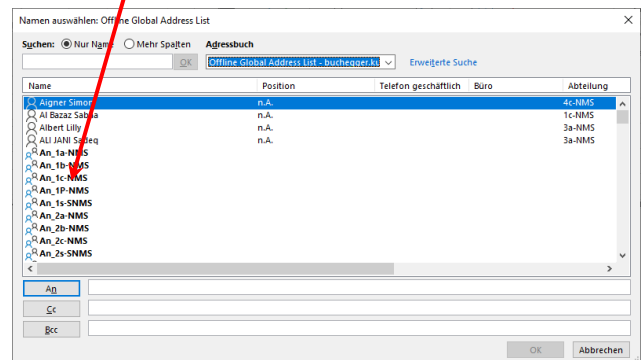 Namen auswählen: Offline Global Address List
Suchen: Nur Name Mehr Spalten Adressbuch
OK Offline Global Address List - buchegger.ku Erweiterte Suche
Name Position Telefon geschäftlich Büro Abteilung
Aigner Simon n.A. 4c-NMS
Al Bazaz n.A. 1c-NMS
Albert Lilly n.A. 3a-NMS
ALI JANI Sadeq n.A. 3a-NMS
An_1a-NMS
An_1b-NMS
An_1c-NMS
An_1P-NMS
An_1s-SNMS
An_2a-NMS
An_2b-NMS
An_2c-NMS
An_2s-SNMS
An
Cc
Bcc
OK Abbrechen